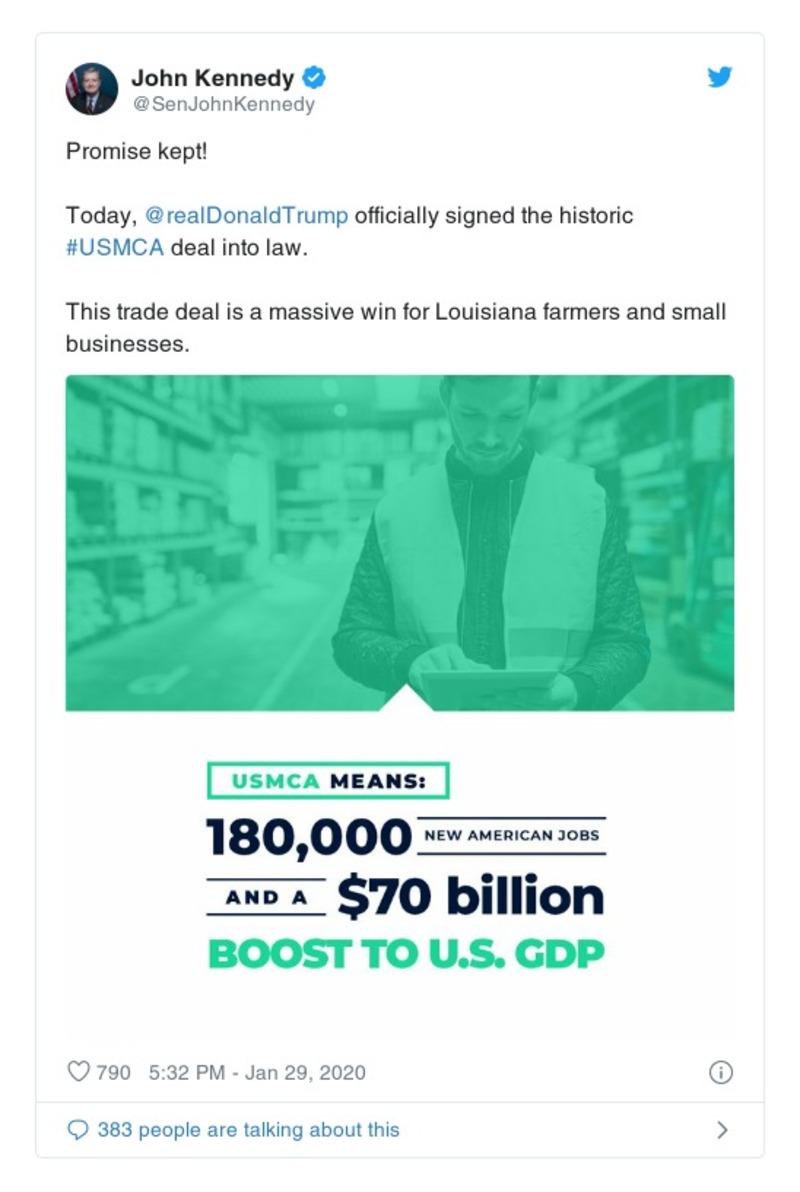 John Kennedy
@SenJohnKennedy
Promise kept!
Today, @realDonaldTrump officially signed the historic
#USMCA deal into law.
This trade deal is a massive win for Louisiana farmers and small
businesses.
USMCA MEANS:
180,000 NEW AMERICAN JOBS
AND A $70 billion
BOOST TO U.S. GDP
790 5:32 PM - Jan 29, 2020
383 people are talking about this